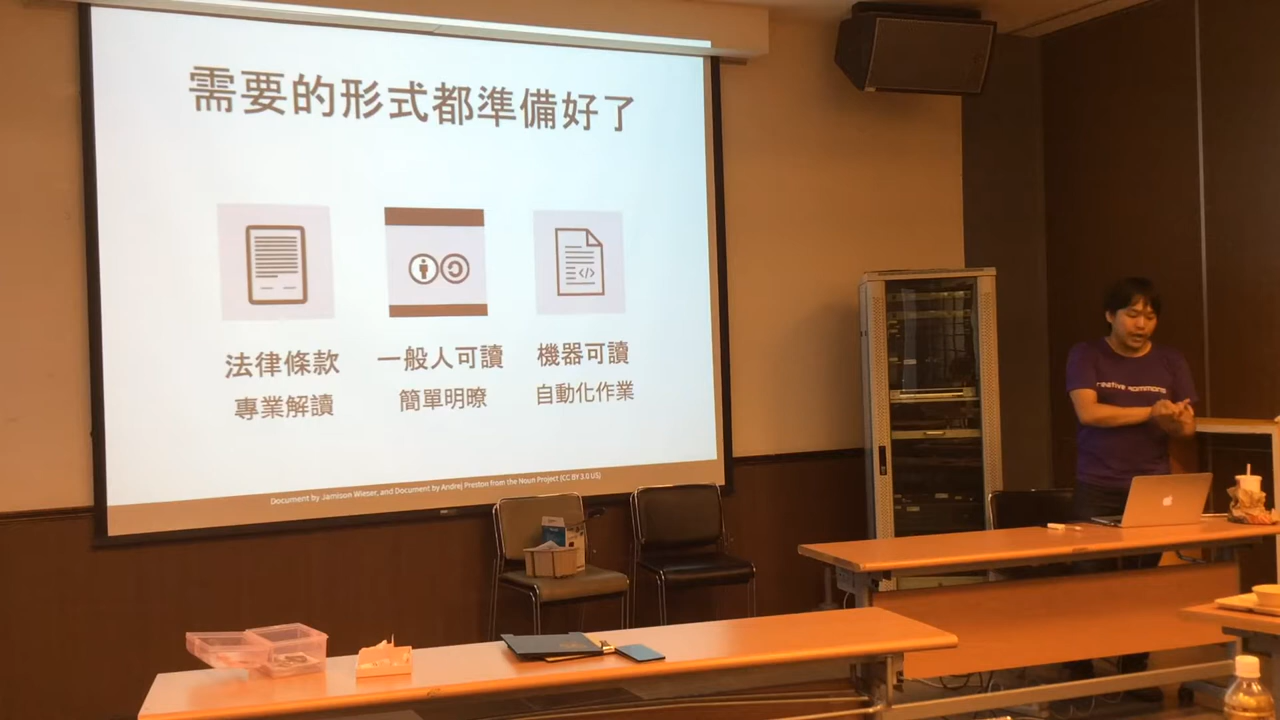 需要的形式都準備好了
法律條款
專業解讀
一般人可讀
簡單明暸
機器可讀
自動化作業
Document by Jamison Wieser, and Document by Andrej Preston from the Noun Project (CC BY 3.0 US)
reative commons